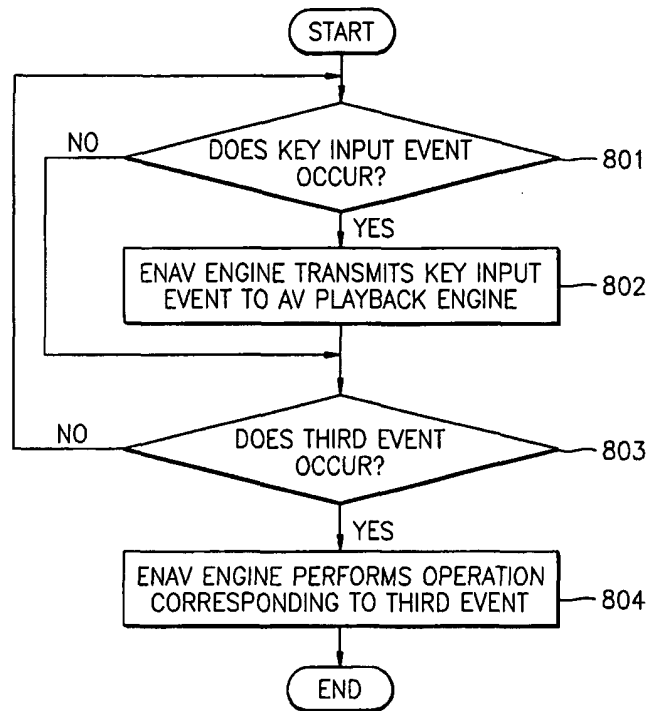 START
NO
DOES KEY INPUT EVENT
OCCUR?
801
YES
ENAV ENGINE TRANSMITS KEY INPUT
EVENT TO AV PLAYBACK ENGINE
802
NO
DOES THIRD EVENT
OCCUR?
803
YES
ENAV ENGINE PERFORMS OPERATION
CORRESPONDING TO THIRD EVENT
804
END